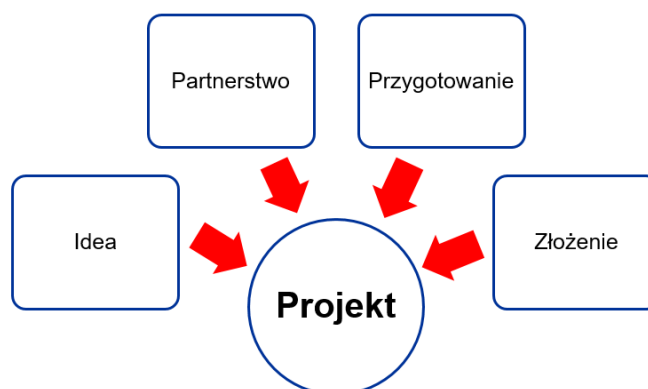 Partnerstwo
Przygotowanie
Idea
Złożenie
Projekt